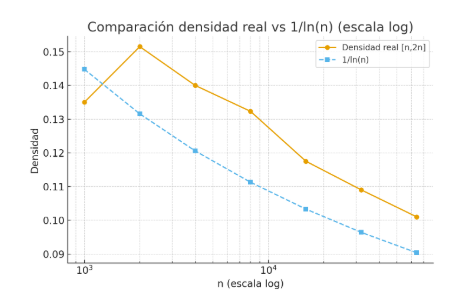 Comparación densidad real vs 1/ln(n) (escala log)
Densidad real [n,2n]
1/ln(n)
0.15
0.14
0.13
0.12
0.11
0.10
0.09
Densidad
10³
10⁴
n (escala log)